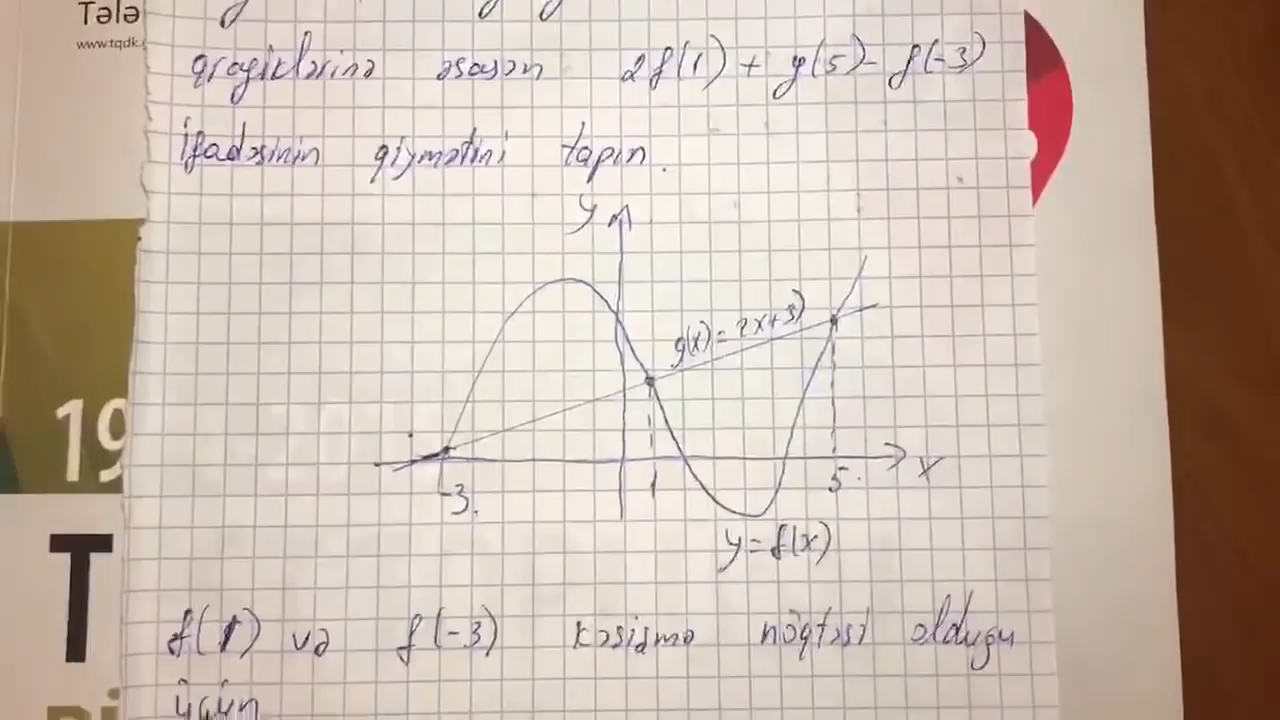 Tələ
www.tqdk.
qrafiklərinə əsasən 2f(1) + g(5) - f(-3)
ifadəsinin qiymətini tapın.
y
g(x) = 2x+3
-3. 1 5. x
y = f(x)
19
T
f(1) və f(-3) kəsişmə nöqtəsi olduğu
üçün